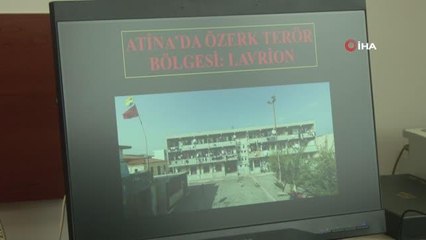 ATİNA'DA ÖZERK TERÖR
BÖLGESİ: LAVRİON
İHA